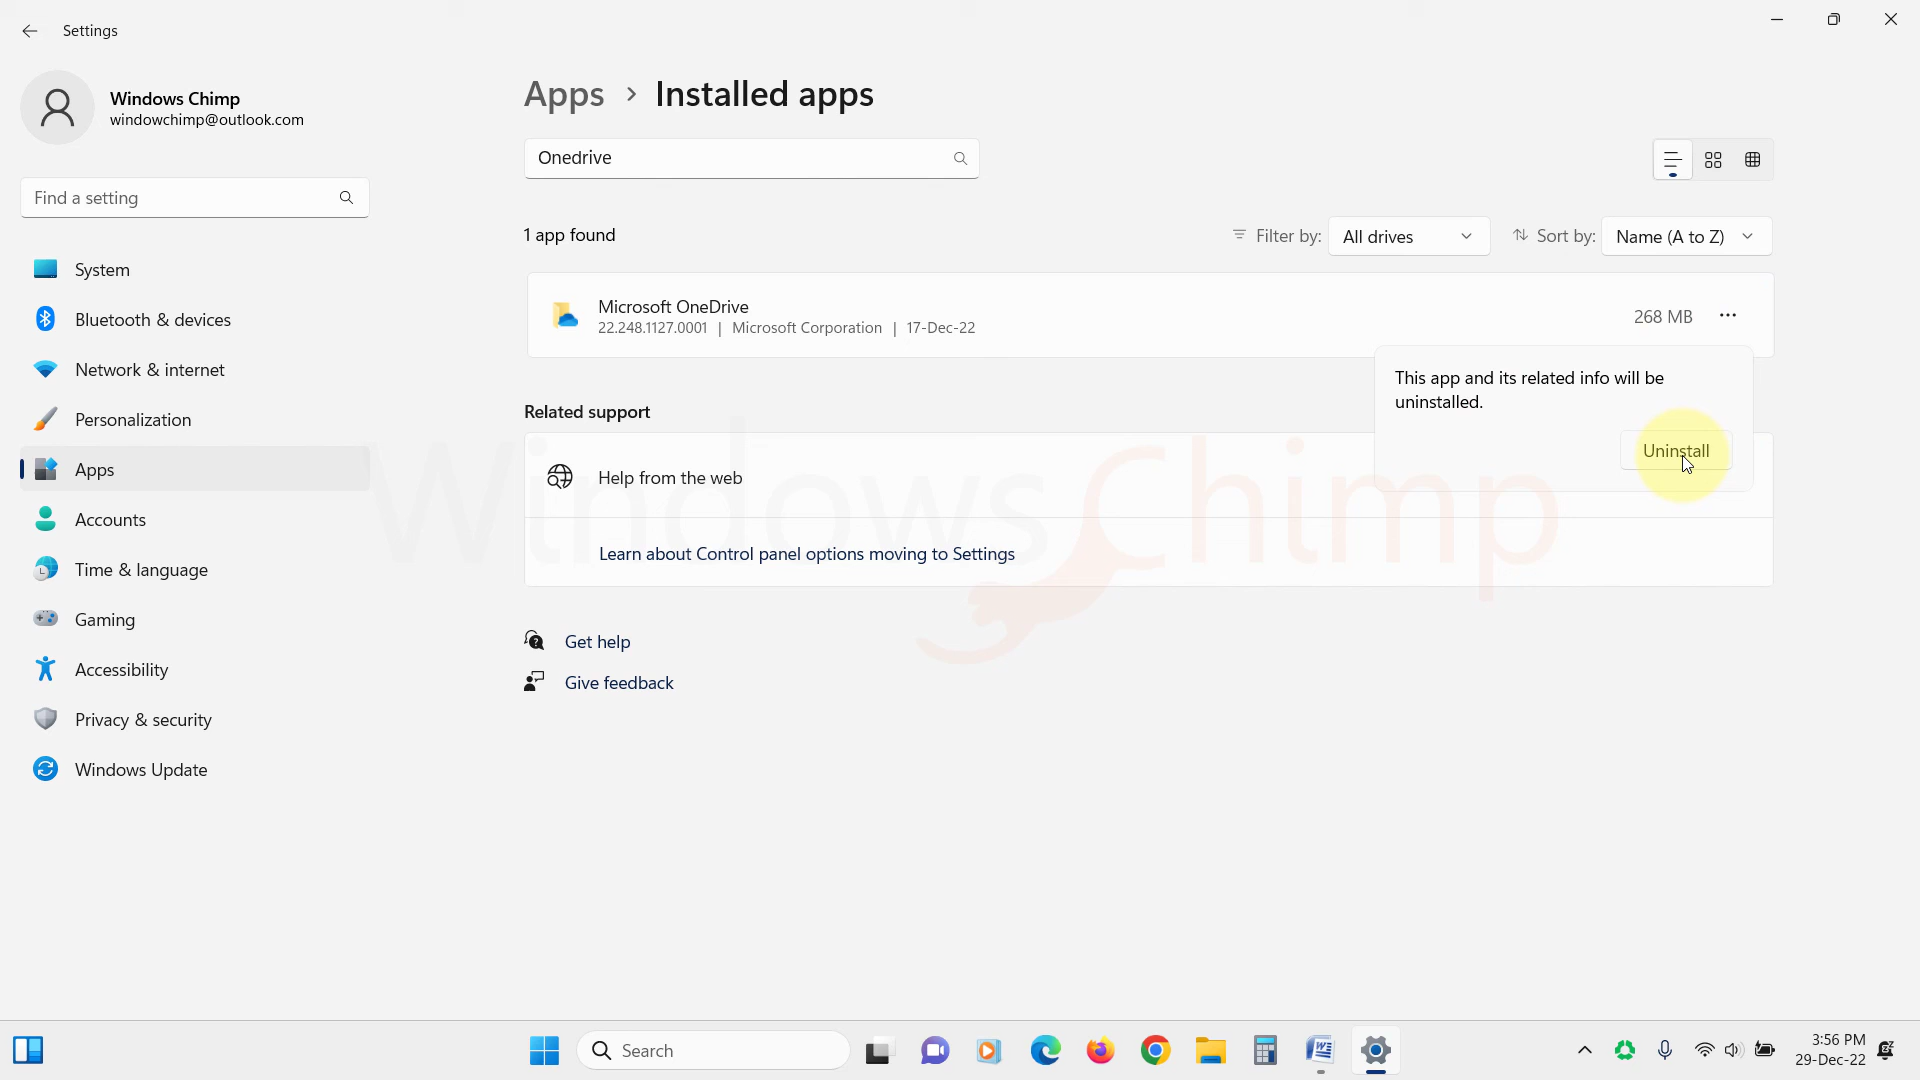 Settings
Windows Chimp
windowchimp@outlook.com
Find a setting
System
Bluetooth & devices
Network & internet
Personalization
Apps
Accounts
Time & language
Gaming
Accessibility
Privacy & security
Windows Update
Apps > Installed apps
Onedrive
1 app found
Filter by: All drives
Sort by: Name (A to Z)
Microsoft OneDrive
22.248.1127.0001 | Microsoft Corporation | 17-Dec-22
268 MB
This app and its related info will be
uninstalled.
Uninstall
Related support
Help from the web
Learn about Control panel options moving to Settings
Get help
Give feedback
WindowsChimp
Search
3:56 PM
29-Dec-22